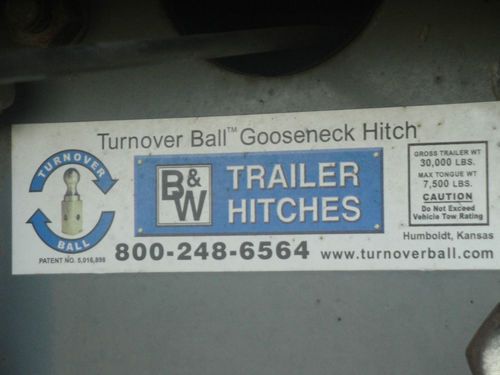 Turnover Ball™ Gooseneck Hitch
TURNOVER
BALL
PATENT NO. 5,016,898
B&W
TRAILER
HITCHES
GROSS TRAILER WT
30,000 LBS.
MAX TONGUE WT
7,500 LBS.
CAUTION
Do Not Exceed
Vehicle Tow Rating
Humboldt, Kansas
800-248-6564 www.turnoverball.com